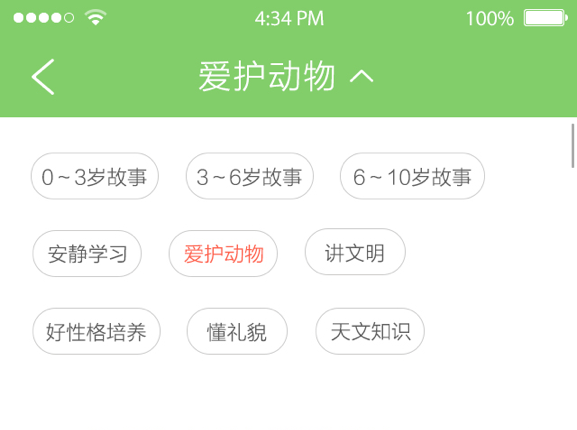 4:34 PM 100%
爱护动物
0～3岁故事 3～6岁故事 6～10岁故事
安静学习 爱护动物 讲文明
好性格培养 懂礼貌 天文知识